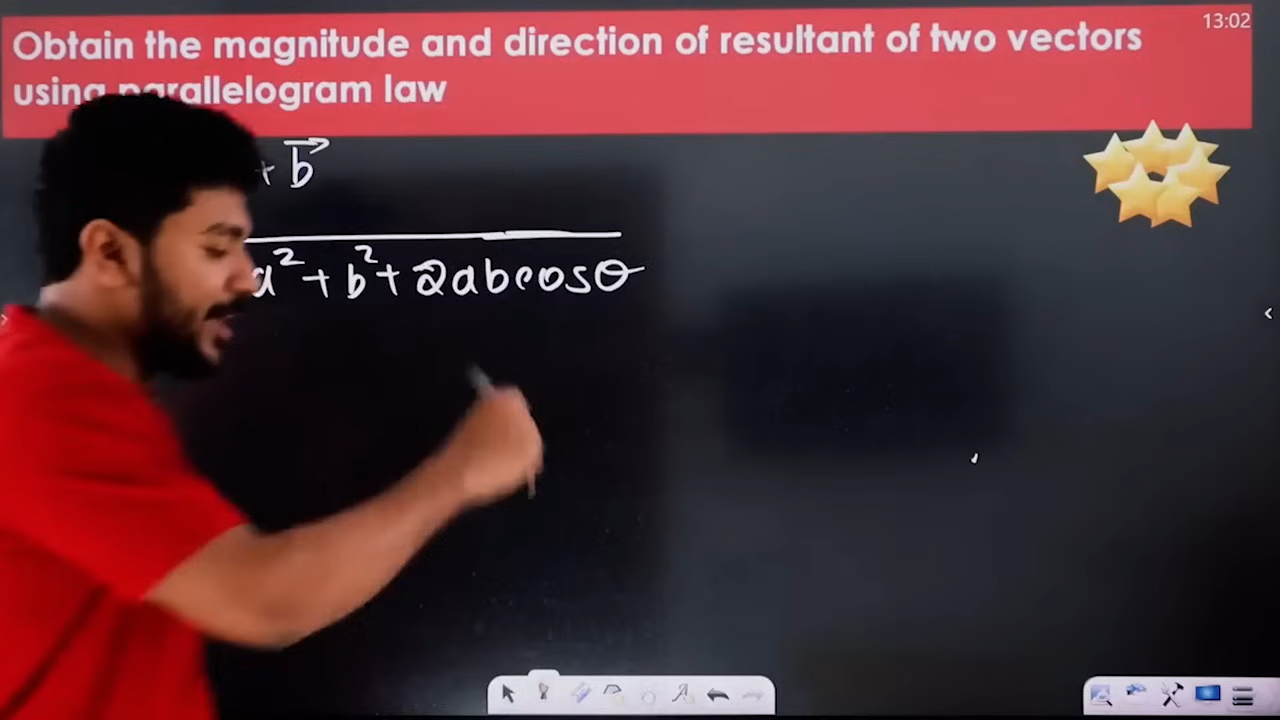 13:02
Obtain the magnitude and direction of resultant of two vectors
using parallelogram law
+ b⃗
a² + b² + 2abcosθ